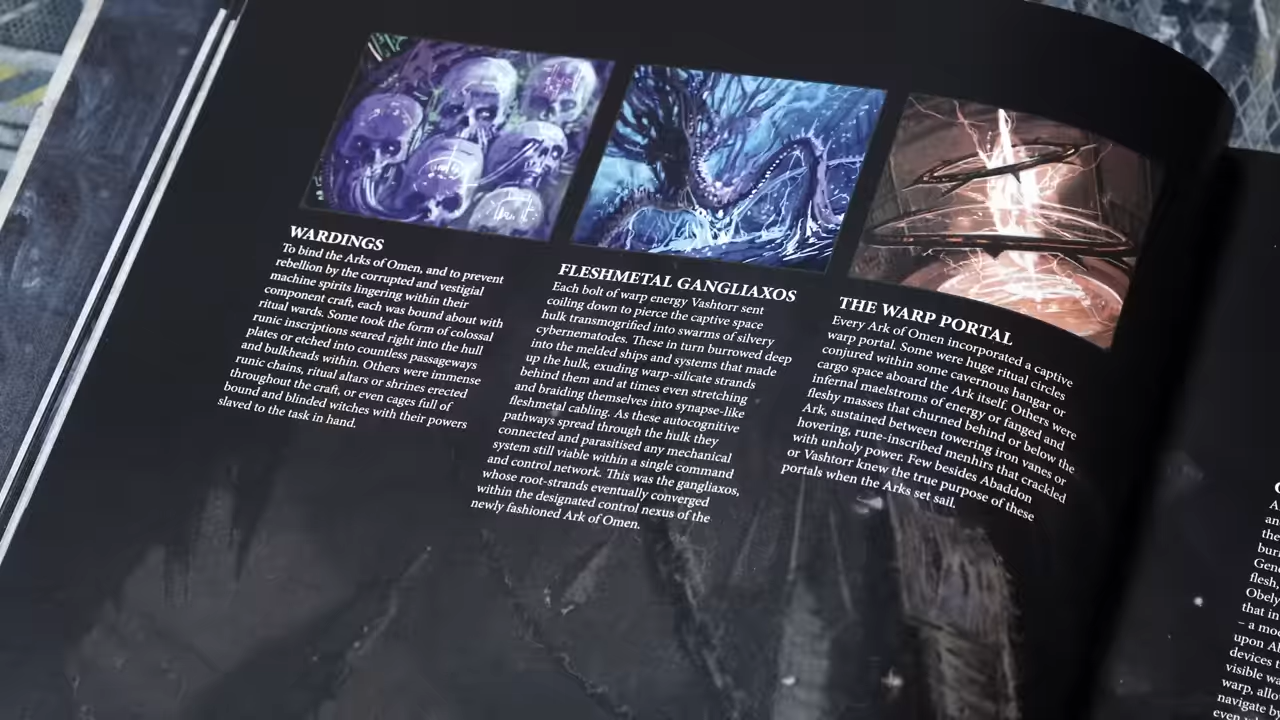 WARDINGS
To bind the Arks of Omen, and to prevent
rebellion by the corrupted and vestigial
machine spirits lingering within their
component craft, each was bound about with
ritual wards. Some took the form of colossal
runic inscriptions seared right into the hull
plates or etched into countless passageways
and bulkheads within. Others were immense
runic chains, ritual altars or shrines erected
throughout the craft, or even cages full of
bound and blinded witches with their powers
slaved to the task in hand.
FLESHMETAL GANGLIAXOS
Each bolt of warp energy Vashtorr sent
coiling down to pierce the captive space
hulk transmogrified into swarms of silvery
cybernematodes. These in turn burrowed deep
into the melded ships and systems that made
up the hulk, exuding warp-silicate strands
behind them and at times even stretching
and braiding themselves into synapse-like
fleshmetal cabling. As these autocognitive
pathways spread through the hulk they
connected and parasitised any mechanical
system still viable within a single command
and control network. This was the gangliaxos,
whose root-strands eventually converged
within the designated control nexus of the
newly fashioned Ark of Omen.
THE WARP PORTAL
Every Ark of Omen incorporated a captive
warp portal. Some were huge ritual circles
conjured within some cavernous hangar or
cargo space aboard the Ark itself. Others were
infernal maelstroms of energy or fanged and
fleshy masses that churned behind or below the
Ark, sustained between towering iron vanes or
hovering, rune-inscribed menhirs that crackled
with unholy power. Few besides Abaddon
or Vashtorr knew the true purpose of these
portals when the Arks set sail.
an
the
flesh,
that in
upon
devices
warp,